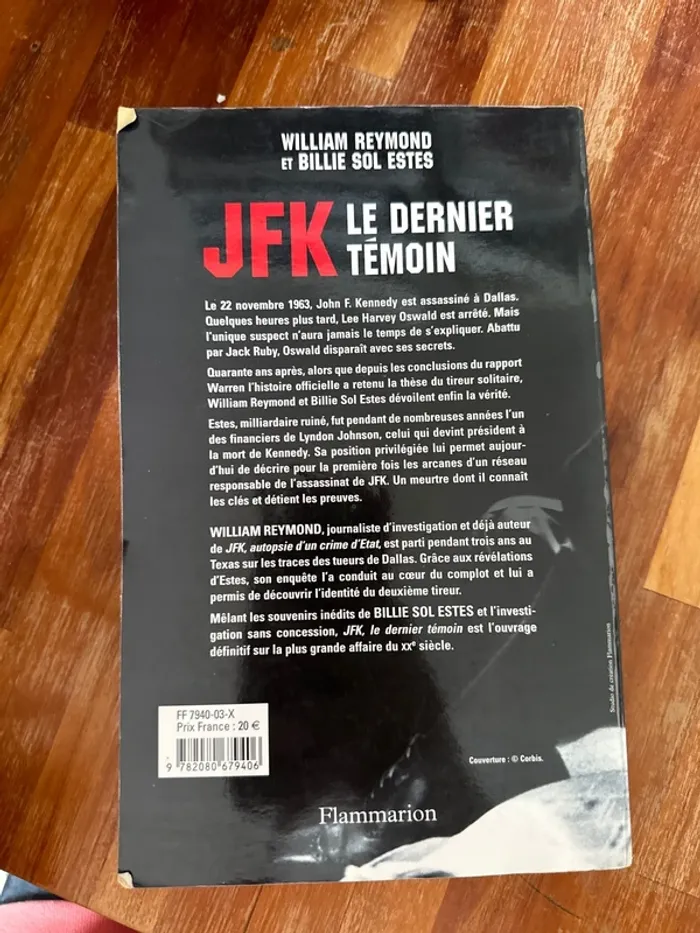 WILLIAM REYMOND
ET BILLIE SOL ESTES
JFK LE DERNIER
TÉMOIN
Le 22 novembre 1963, John F. Kennedy est assassiné à Dallas.
Quelques heures plus tard, Lee Harvey Oswald est arrêté. Mais
l'unique suspect n'aura jamais le temps de s'expliquer. Abattu
par Jack Ruby, Oswald disparaît avec ses secrets.
Quarante ans après, alors que depuis les conclusions du rapport
Warren l'histoire officielle a retenu la thèse du tireur solitaire,
William Reymond et Billie Sol Estes dévoilent enfin la vérité.
Estes, milliardaire ruiné, fut pendant de nombreuses années l'un
des financiers de Lyndon Johnson, celui qui devint président à
la mort de Kennedy. Sa position privilégiée lui permet aujour-
d'hui de décrire pour la première fois les arcanes d'un réseau
responsable de l'assassinat de JFK. Un meurtre dont il connaît
les clés et détient les preuves.
WILLIAM REYMOND, journaliste d'investigation et déjà auteur
de JFK, autopsie d'un crime d'Etat, est parti pendant trois ans au
Texas sur les traces des tueurs de Dallas. Grâce aux révélations
d'Estes, son enquête l'a conduit au cœur du complot et lui a
permis de découvrir l'identité du deuxième tireur.
Mêlant les souvenirs inédits de BILLIE SOL ESTES et l'investi-
gation sans concession, JFK, le dernier témoin est l'ouvrage
définitif sur la plus grande affaire du XXe siècle.
Studio de création Flammarion
FF 7940-03-X
Prix France : 20 €
9 782080 679406
Couverture : © Corbis.
Flammarion